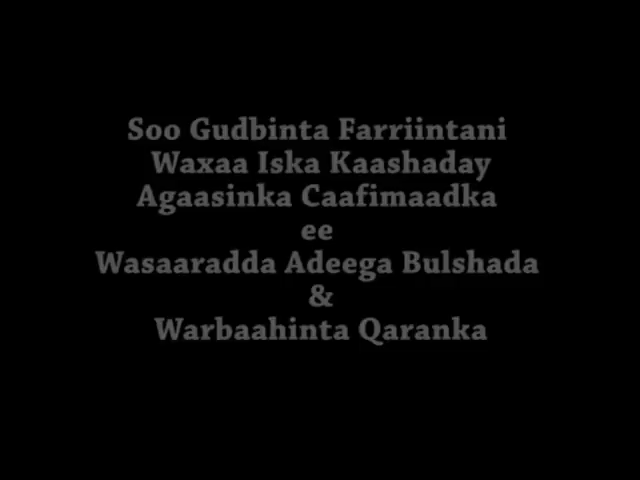 Soo Gudbinta Farriintani
Waxaa Iska Kaashaday
Agaasinka Caafimaadka
ee
Wasaaradda Adeega Bulshada
&
Warbaahinta Qaranka